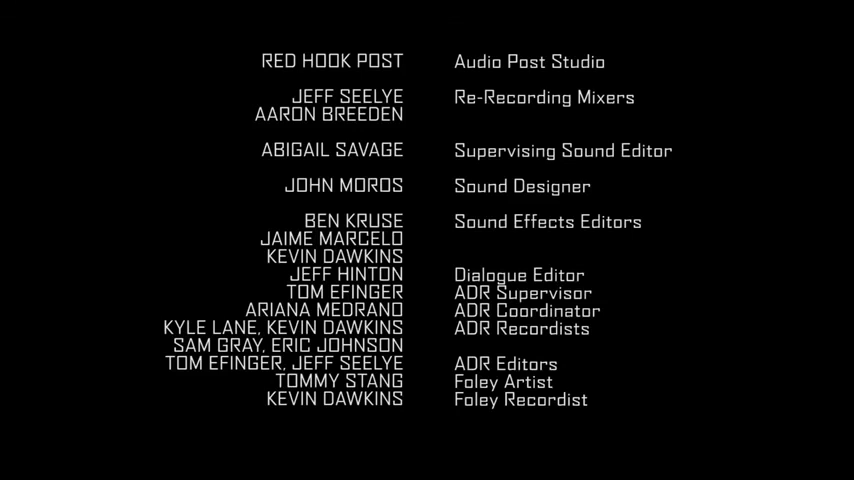 RED HOOK POST Audio Post Studio
JEFF SEELYE Re-Recording Mixers
AARON BREEDEN
ABIGAIL SAVAGE Supervising Sound Editor
JOHN MOROS Sound Designer
BEN KRUSE Sound Effects Editors
JAIME MARCELO
KEVIN DAWKINS
JEFF HINTON Dialogue Editor
TOM EFINGER ADR Supervisor
ARIANA MEDRANO ADR Coordinator
KYLE LANE, KEVIN DAWKINS ADR Recordists
SAM GRAY, ERIC JOHNSON
TOM EFINGER, JEFF SEELYE ADR Editors
TOMMY STANG Foley Artist
KEVIN DAWKINS Foley Recordist